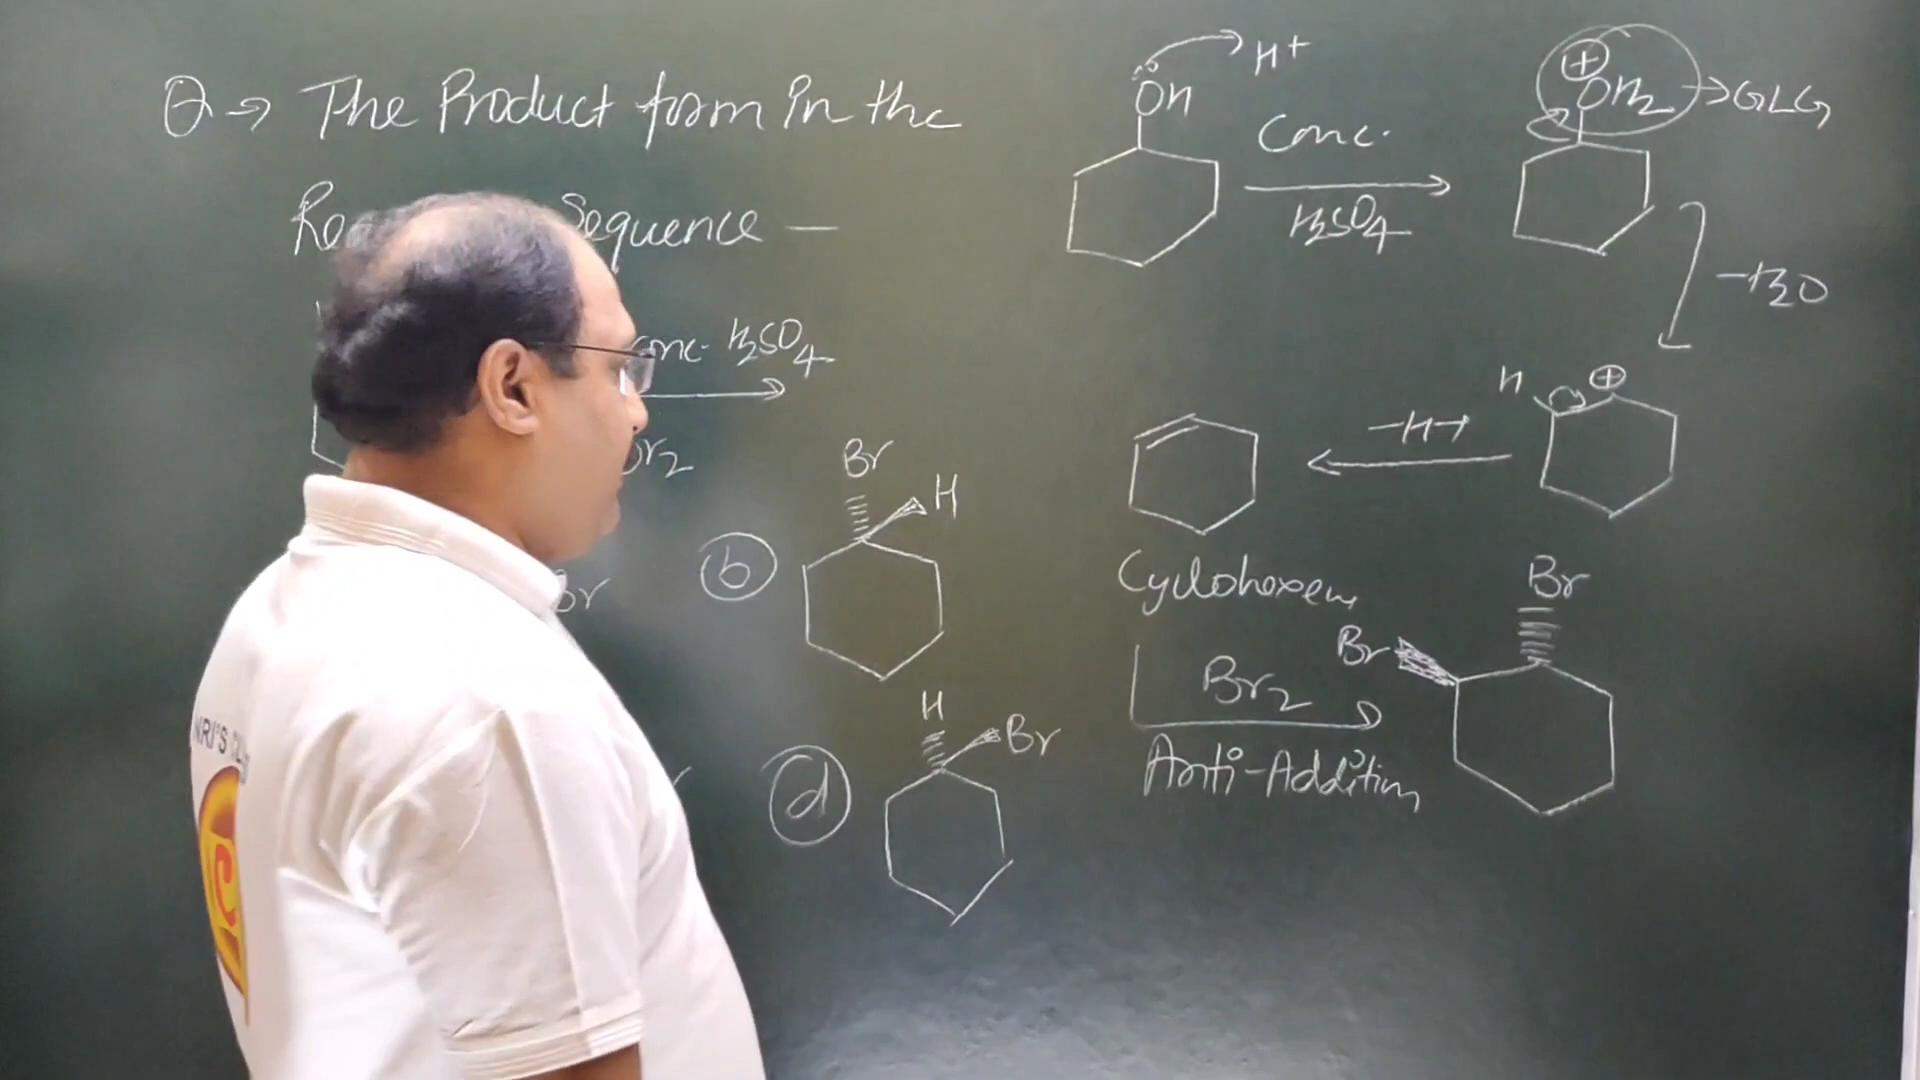 Q → The Product form in the
Sequence —
conc. H2SO4
Br2
Br
b
Br
H
d
H
Br
OH
H+
Conc.
H2SO4
+
OH2 → GLG
-H2O
H
+
-H+
Cyclohexene
Br2
Anti-Addition
Br
Br